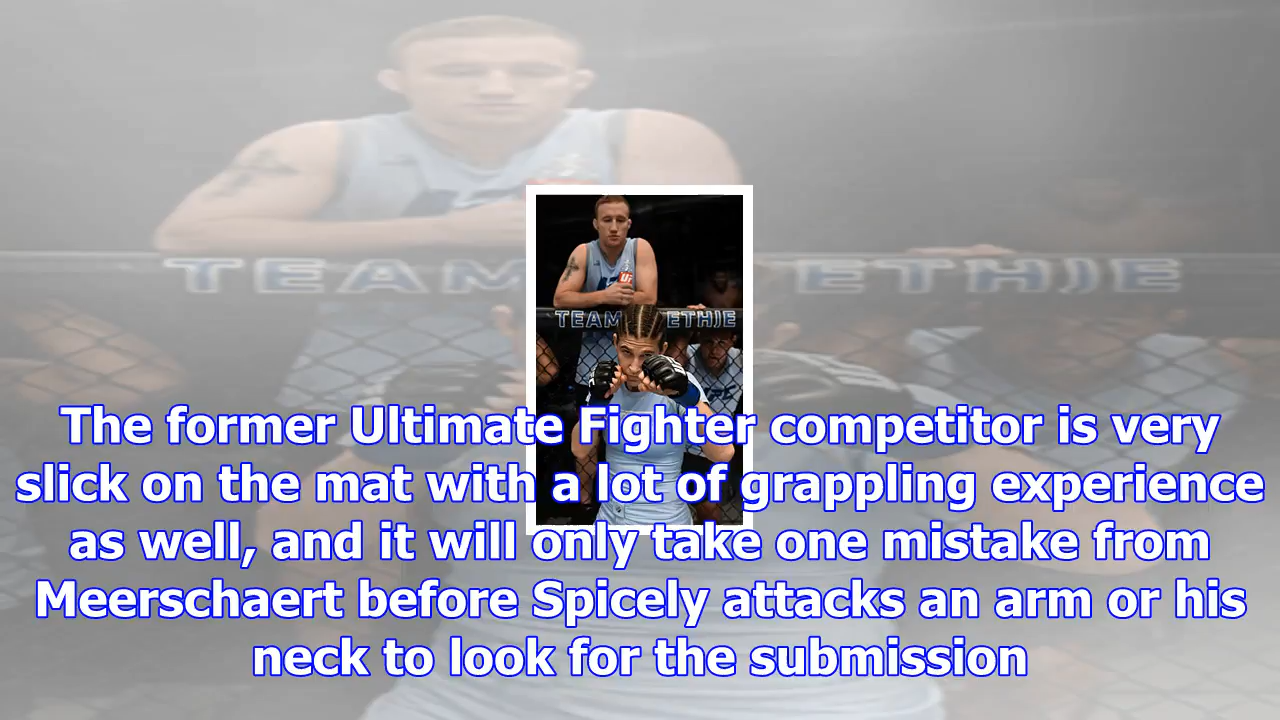 TEAM ETHJE
TEAM ETHJE
The former Ultimate Fighter competitor is very
slick on the mat with a lot of grappling experience
as well, and it will only take one mistake from
Meerschaert before Spicely attacks an arm or his
neck to look for the submission